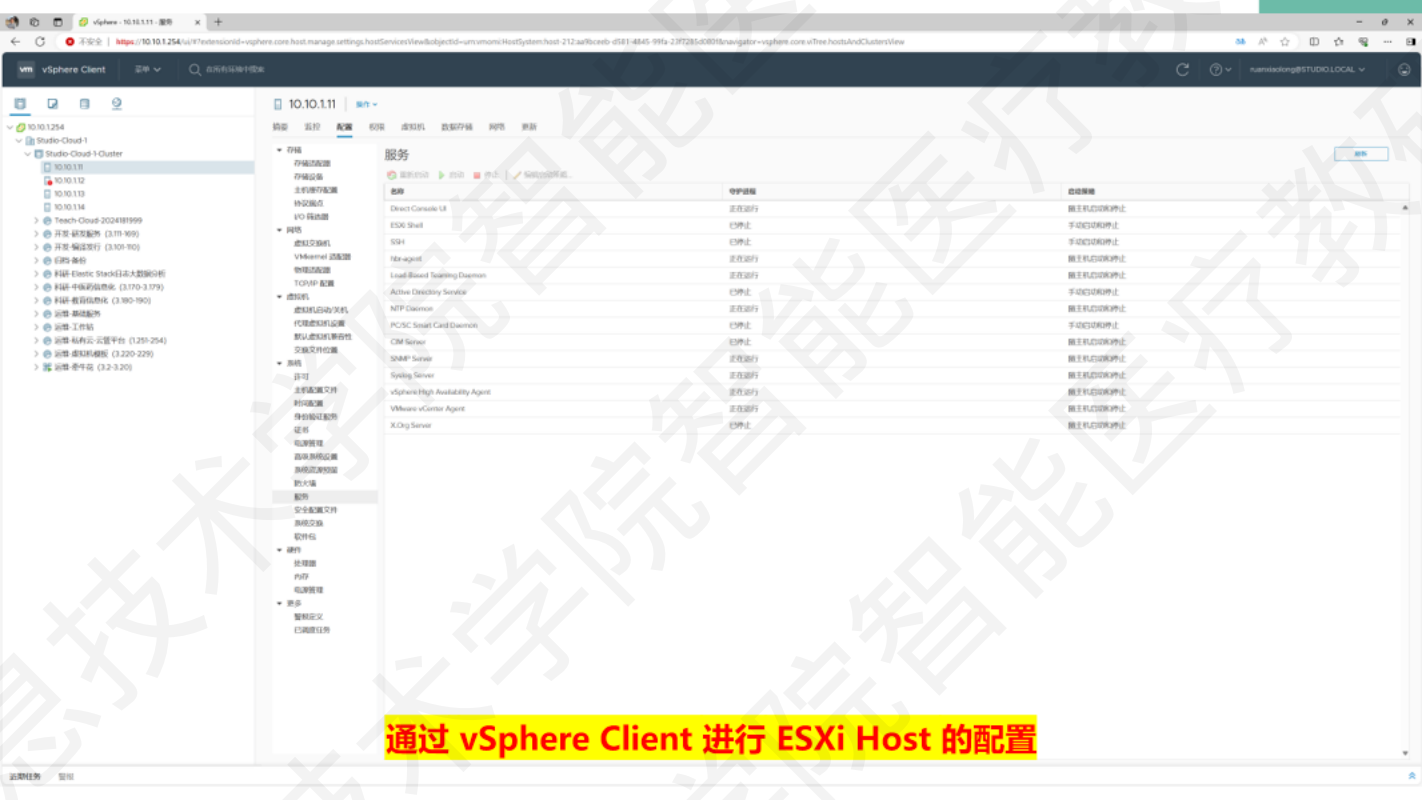 vSphere - 10.10.1.11 - 服务
不安全 https://10.10.1.254/ui/#?extensionId=vsphere.core.host.manage.settings.hostServicesView&objectId=urn:vmomi:HostSystem:host-212:aa9bceeb-d581-4845-99fa-23f7285d0801&navigator=vsphere.core.viTree.hostsAndClustersView
vm vSphere Client 菜单 在所有环境中搜索 ruanxiaolong@STUDIO.LOCAL
10.10.1.11 操作
摘要 监控 配置 权限 虚拟机 数据存储 网络 更新
10.10.1.254
Studio-Cloud-1
Studio-Cloud-1-Cluster
10.10.1.11
10.10.1.12
10.10.1.13
10.10.1.14
Teach-Cloud-2024181999
开发-研发服务 (3.111-169)
开发-编译发行 (3.101-110)
归档-备份
科研-Elastic Stack日志大数据分析
科研-中医药信息化 (3.170-3.179)
科研-教育信息化 (3.180-190)
运维-基础服务
运维-工作站
运维-私有云-云管平台 (1.251-254)
运维-虚拟机模板 (3.220-229)
运维-牵牛花 (3.2-3.20)
存储
存储适配器
存储设备
主机缓存配置
协议端点
I/O 筛选器
网络
虚拟交换机
VMkernel 适配器
物理适配器
TCP/IP 配置
虚拟机
虚拟机启动/关机
代理虚拟机设置
默认虚拟机兼容性
交换文件位置
系统
许可
主机配置文件
时间配置
身份验证服务
证书
电源管理
高级系统设置
系统资源预留
防火墙
服务
安全配置文件
系统交换
软件包
硬件
处理器
内存
电源管理
更多
警报定义
已调度任务
服务
刷新
重新启动 启动 停止 编辑启动策略...
名称 守护进程 启动策略
Direct Console UI 正在运行 随主机启动和停止
ESXi Shell 已停止 手动启动和停止
SSH 已停止 手动启动和停止
hbr-agent 正在运行 随主机启动和停止
Load-Based Teaming Daemon 正在运行 随主机启动和停止
Active Directory Service 已停止 手动启动和停止
NTP Daemon 正在运行 随主机启动和停止
PC/SC Smart Card Daemon 已停止 手动启动和停止
CIM Server 已停止 随主机启动和停止
SNMP Server 正在运行 随主机启动和停止
Syslog Server 正在运行 随主机启动和停止
vSphere High Availability Agent 正在运行 随主机启动和停止
VMware vCenter Agent 正在运行 随主机启动和停止
X.Org Server 已停止 随主机启动和停止
通过 vSphere Client 进行 ESXi Host 的配置
近期任务 警报